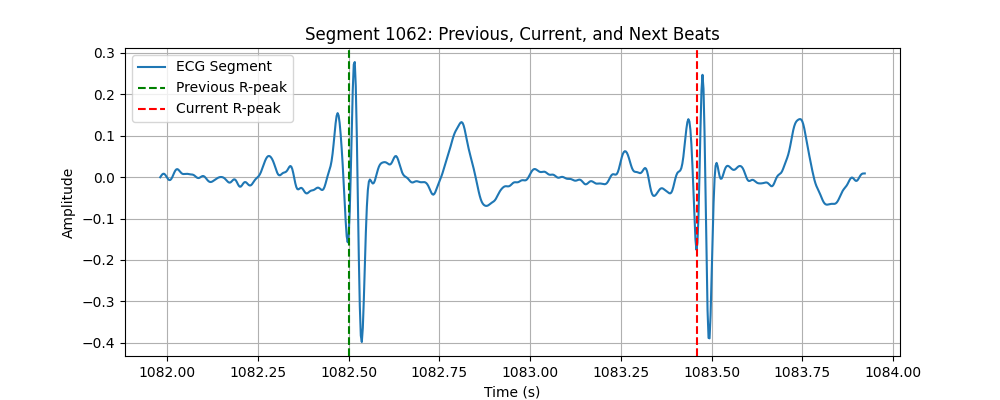 Segment 1062: Previous, Current, and Next Beats
ECG Segment
Previous R-peak
Current R-peak
Amplitude
0.3
0.2
0.1
0.0
−0.1
−0.2
−0.3
−0.4
1082.00 1082.25 1082.50 1082.75 1083.00 1083.25 1083.50 1083.75 1084.00
Time (s)